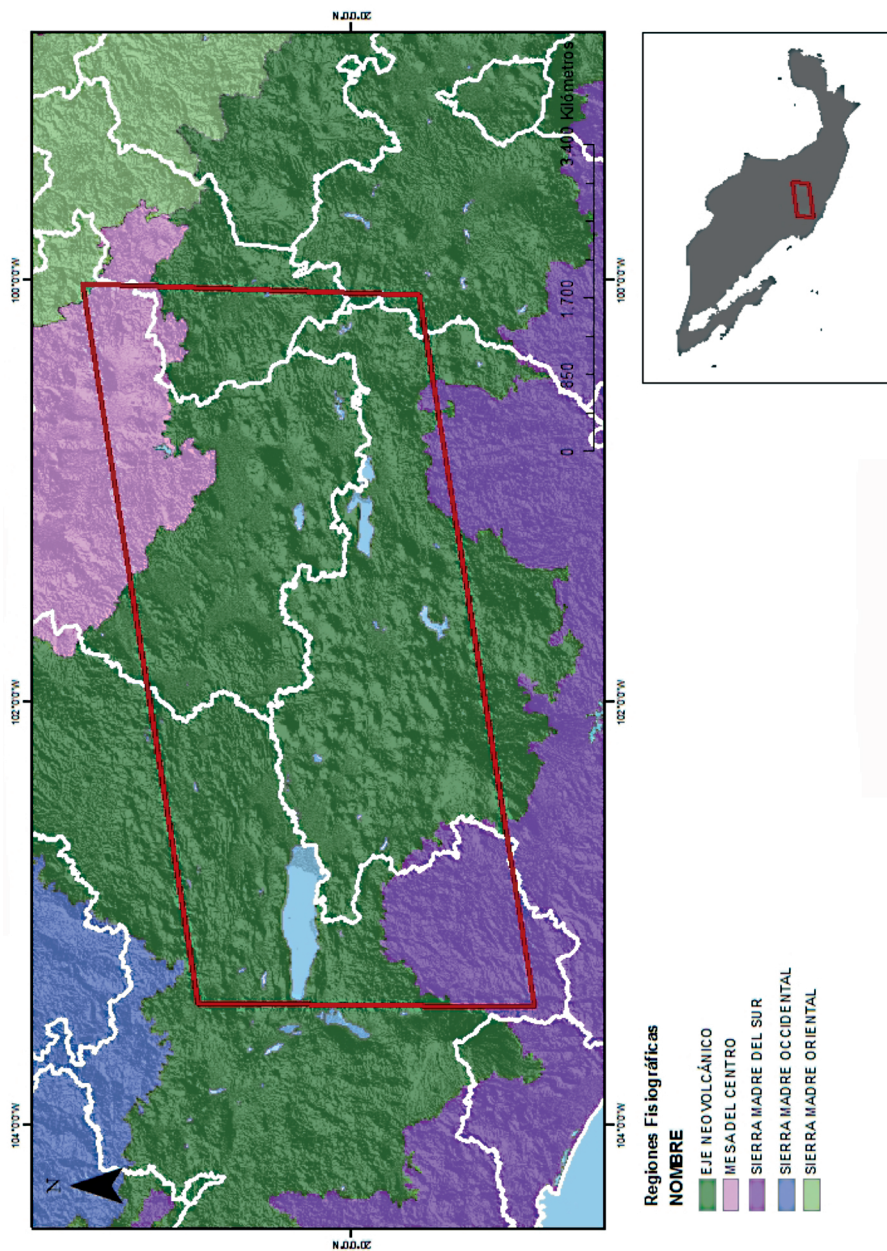 20°0'0"N
104°0'0"W
102°0'0"W
100°0'0"W
N
0 850 1.700 3.400 Kilómetros
104°0'0"W
102°0'0"W
100°0'0"W
20°0'0"N
Regiones Fisiográficas
NOMBRE
EJE NEOVOLCÁNICO
MESA DEL CENTRO
SIERRA MADRE DEL SUR
SIERRA MADRE OCCIDENTAL
SIERRA MADRE ORIENTAL